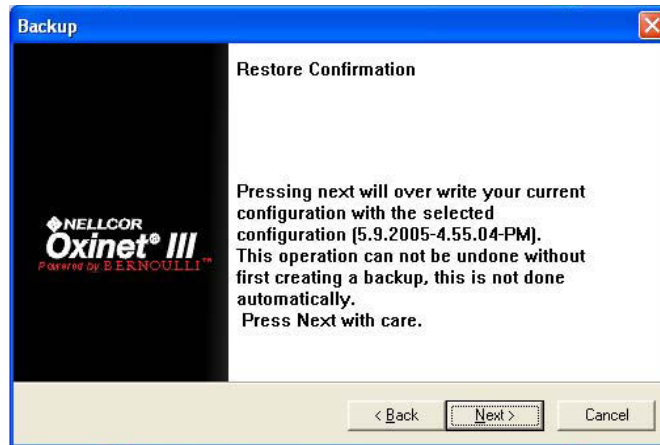 Backup
Restore Confirmation
Pressing next will over write your current
configuration with the selected
configuration (5.9.2005-4.55.04-PM).
This operation can not be undone without
first creating a backup, this is not done
automatically.
Press Next with care.
NELLCOR
Oxinet® III
Powered by BERNOULLI™
< Back
Next >
Cancel